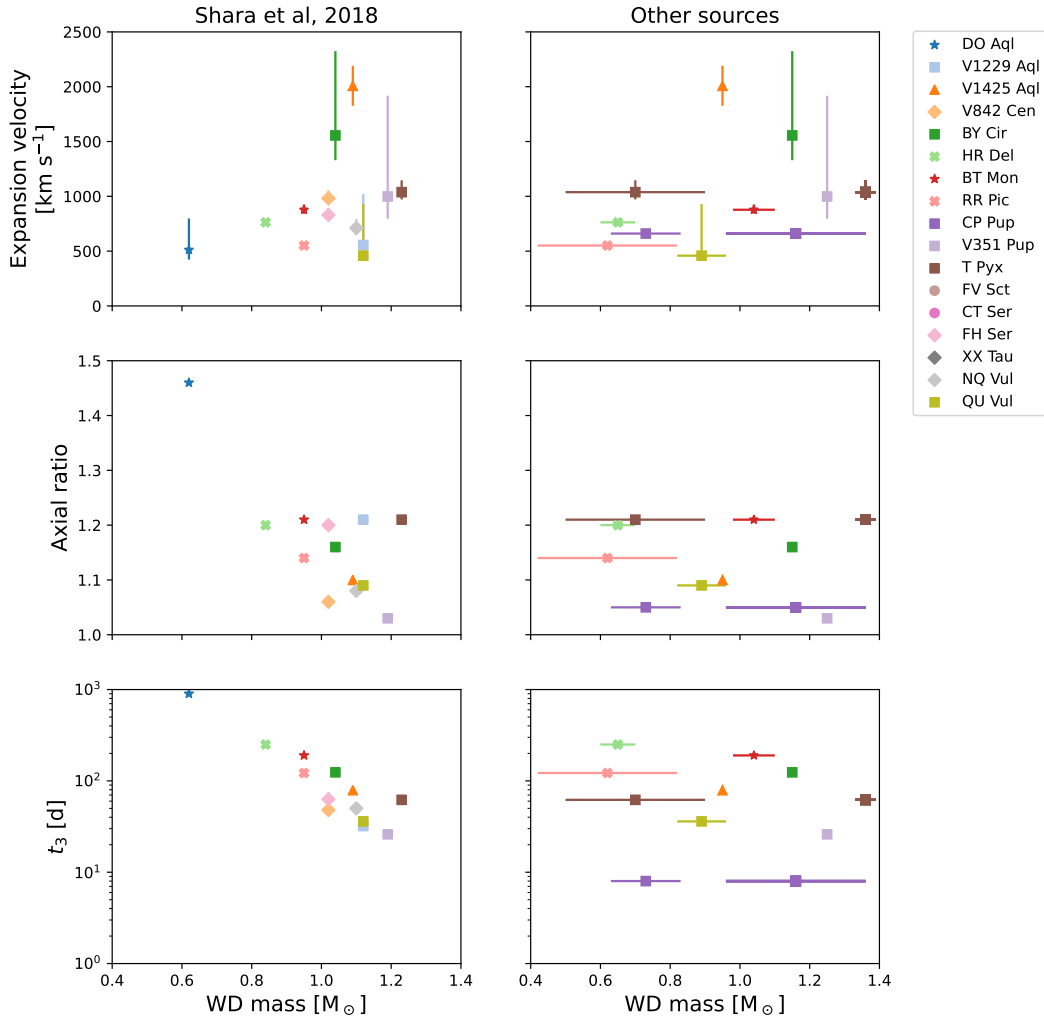 Shara et al, 2018
Other sources
Expansion velocity
[km s⁻¹]
2500
2000
1500
1000
500
0
DO Aql
V1229 Aql
V1425 Aql
V842 Cen
BY Cir
HR Del
BT Mon
RR Pic
CP Pup
V351 Pup
T Pyx
FV Sct
CT Ser
FH Ser
XX Tau
NQ Vul
QU Vul
Axial ratio
1.5
1.4
1.3
1.2
1.1
1.0
t₃ [d]
10³
10²
10¹
10⁰
0.4 0.6 0.8 1.0 1.2 1.4
WD mass [M☉]
0.4 0.6 0.8 1.0 1.2 1.4
WD mass [M☉]